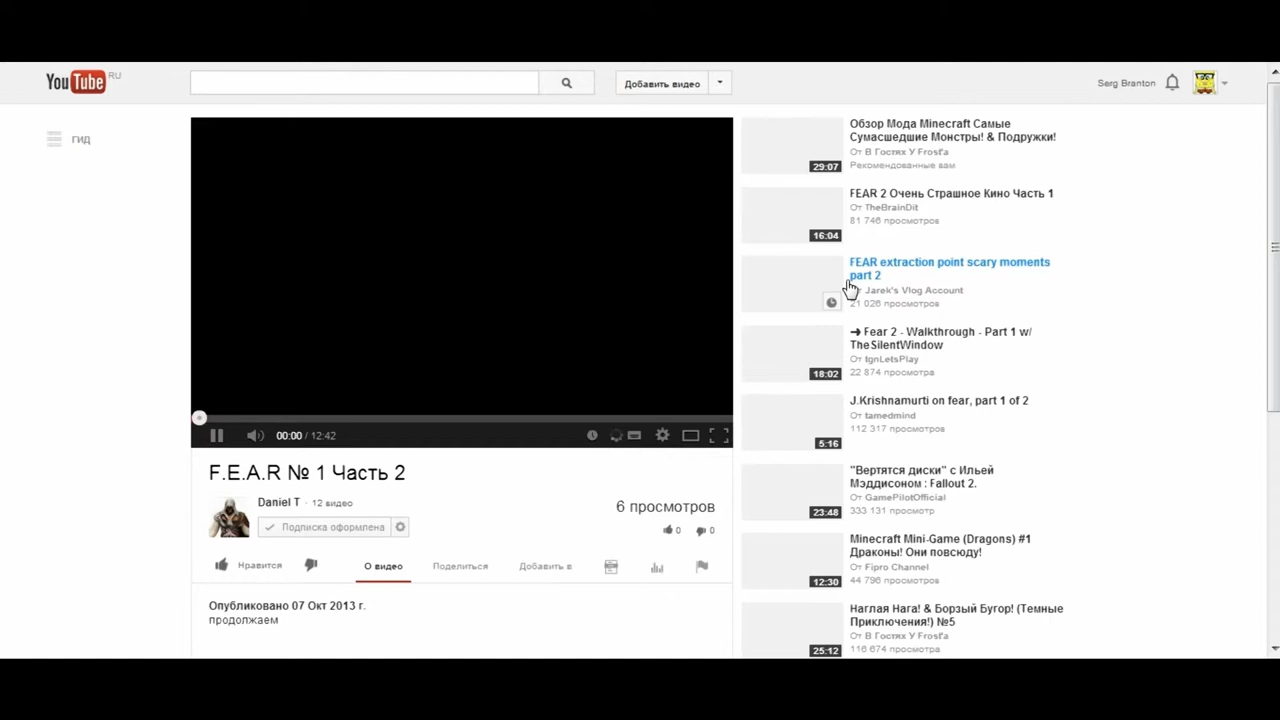 YouTube RU
Добавить видео
Serg Branton
ГИД
00:00 / 12:42
F.E.A.R № 1 Часть 2
Daniel T · 12 видео
Подписка оформлена
6 просмотров
0 0
Нравится
О видео
Поделиться
Добавить в
Опубликовано 07 Окт 2013 г.
продолжаем
Обзор Мода Minecraft Самые
Сумасшедшие Монстры! & Подружки!
От В Гостях У Frost'a
Рекомендованные вам
29:07
FEAR 2 Очень Страшное Кино Часть 1
От TheBrainDit
81 746 просмотров
16:04
FEAR extraction point scary moments
part 2
Jarek's Vlog Account
21 026 просмотров
➜ Fear 2 - Walkthrough - Part 1 w/
TheSilentWindow
От tgnLetsPlay
22 874 просмотра
18:02
J.Krishnamurti on fear, part 1 of 2
От tamedmind
112 317 просмотров
5:16
"Вертятся диски" с Ильей
Мэддисоном : Fallout 2.
От GamePilotOfficial
333 131 просмотр
23:48
Minecraft Mini-Game (Dragons) #1
Драконы! Они повсюду!
От Fipro Channel
44 796 просмотров
12:30
Наглая Нага! & Борзый Бугор! (Темные
Приключения!) №5
От В Гостях У Frost'a
116 674 просмотра
25:12